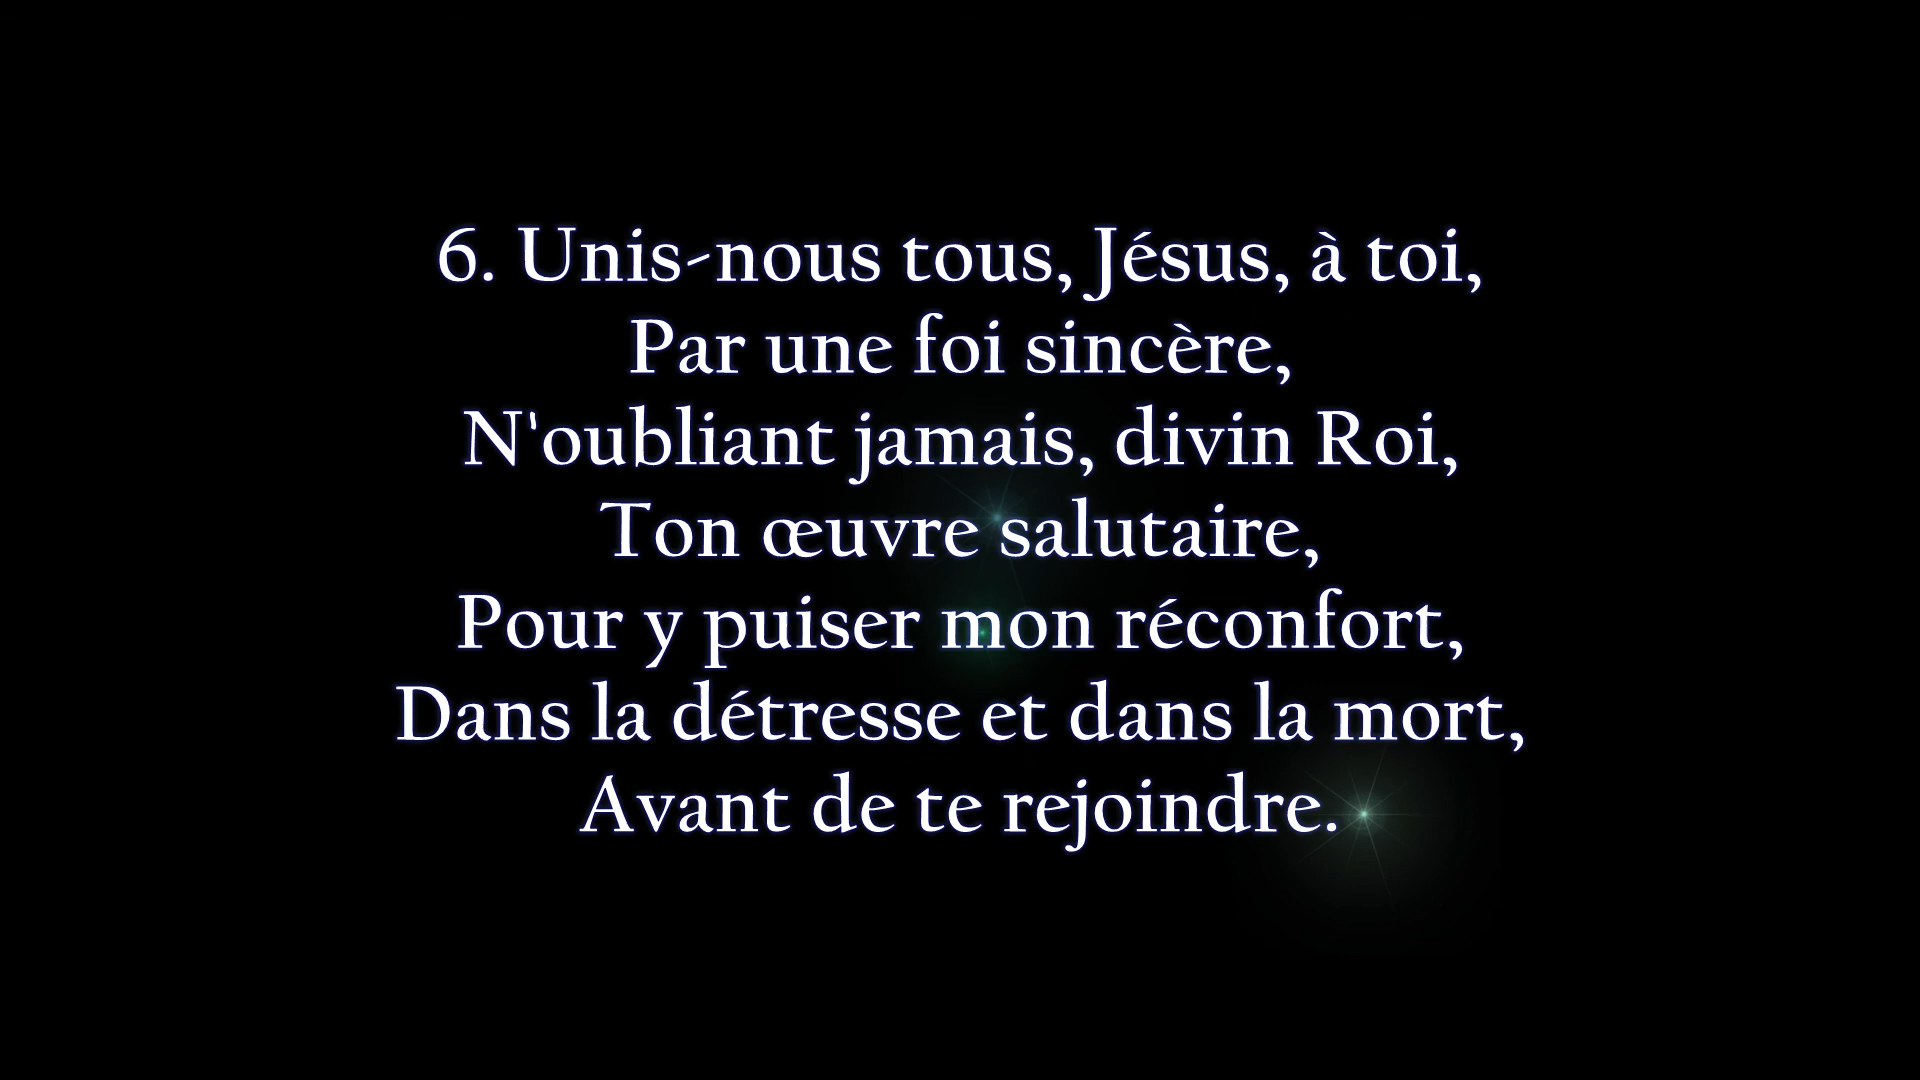 6. Unis-nous tous, Jésus, à toi,
Par une foi sincère,
N'oubliant jamais, divin Roi,
Ton œuvre salutaire,
Pour y puiser mon réconfort,
Dans la détresse et dans la mort,
Avant de te rejoindre.